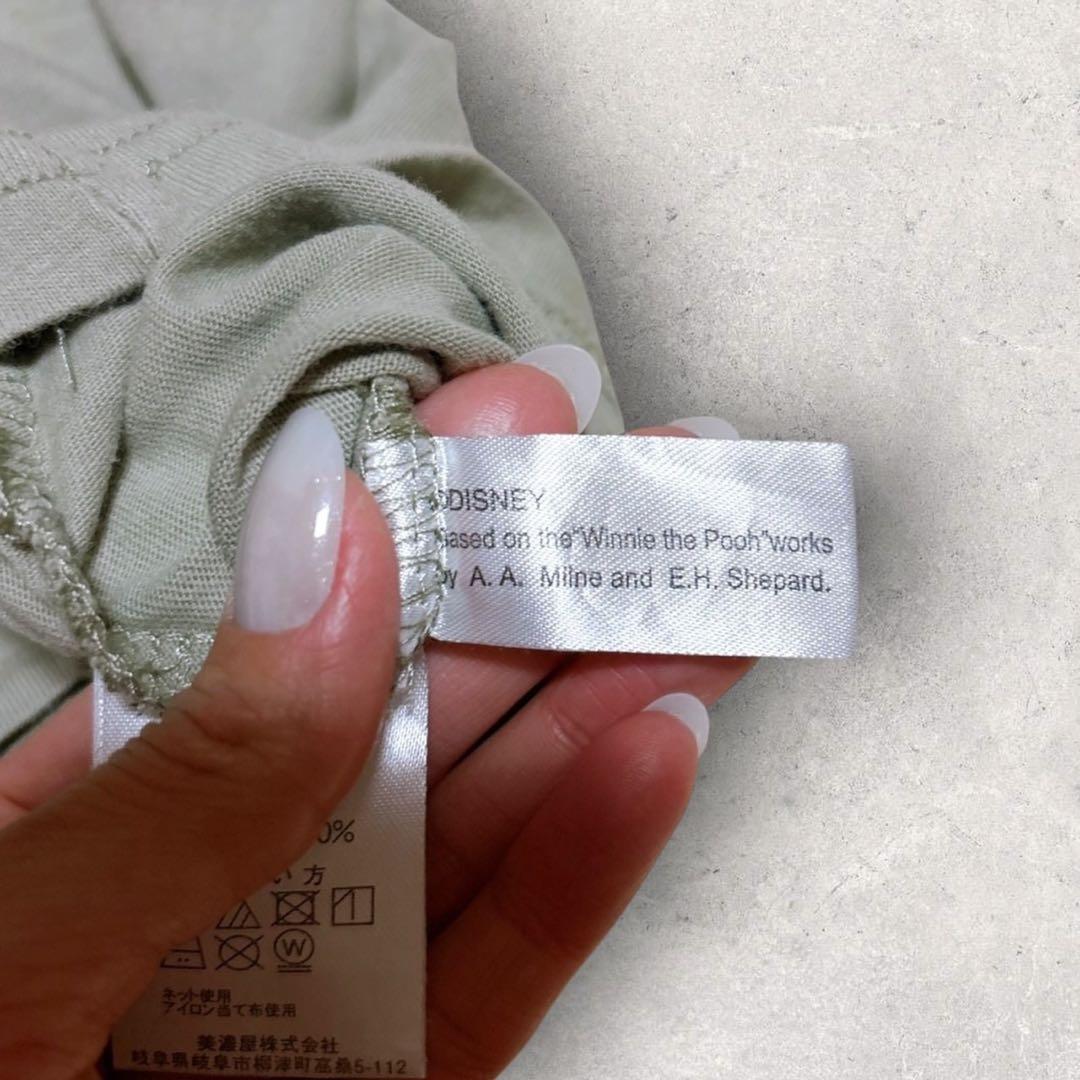 ©DISNEY
Based on the"Winnie the Pooh"works
by A. A. Milne and E.H. Shepard.
0%
い方
W
ネット使用
アイロン当て布使用
美濃屋株式会社
岐阜県岐阜市柳津町高桑5-112